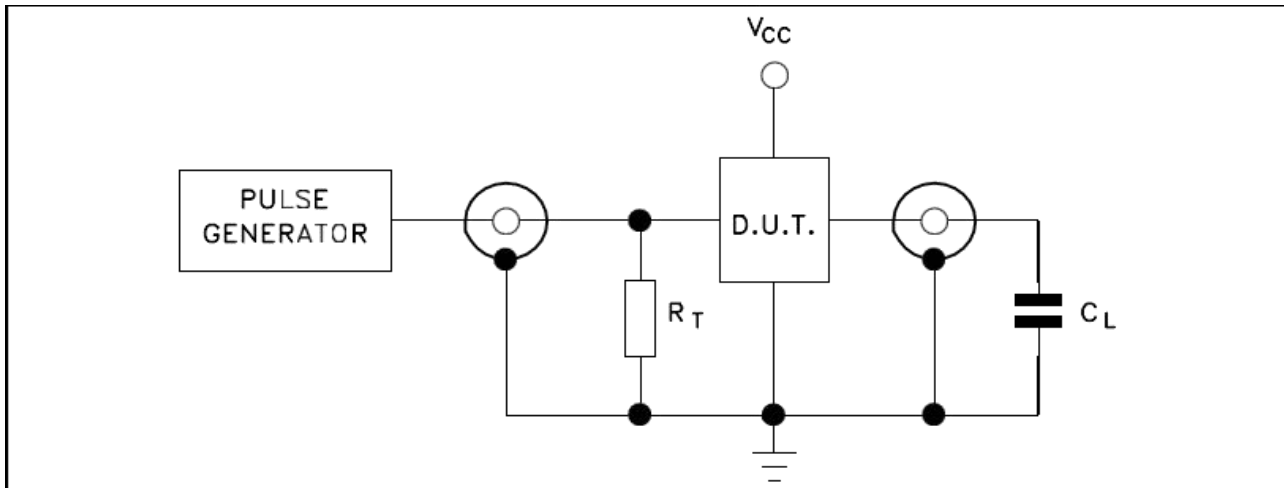 VCC
PULSE
GENERATOR
D.U.T.
RT
CL